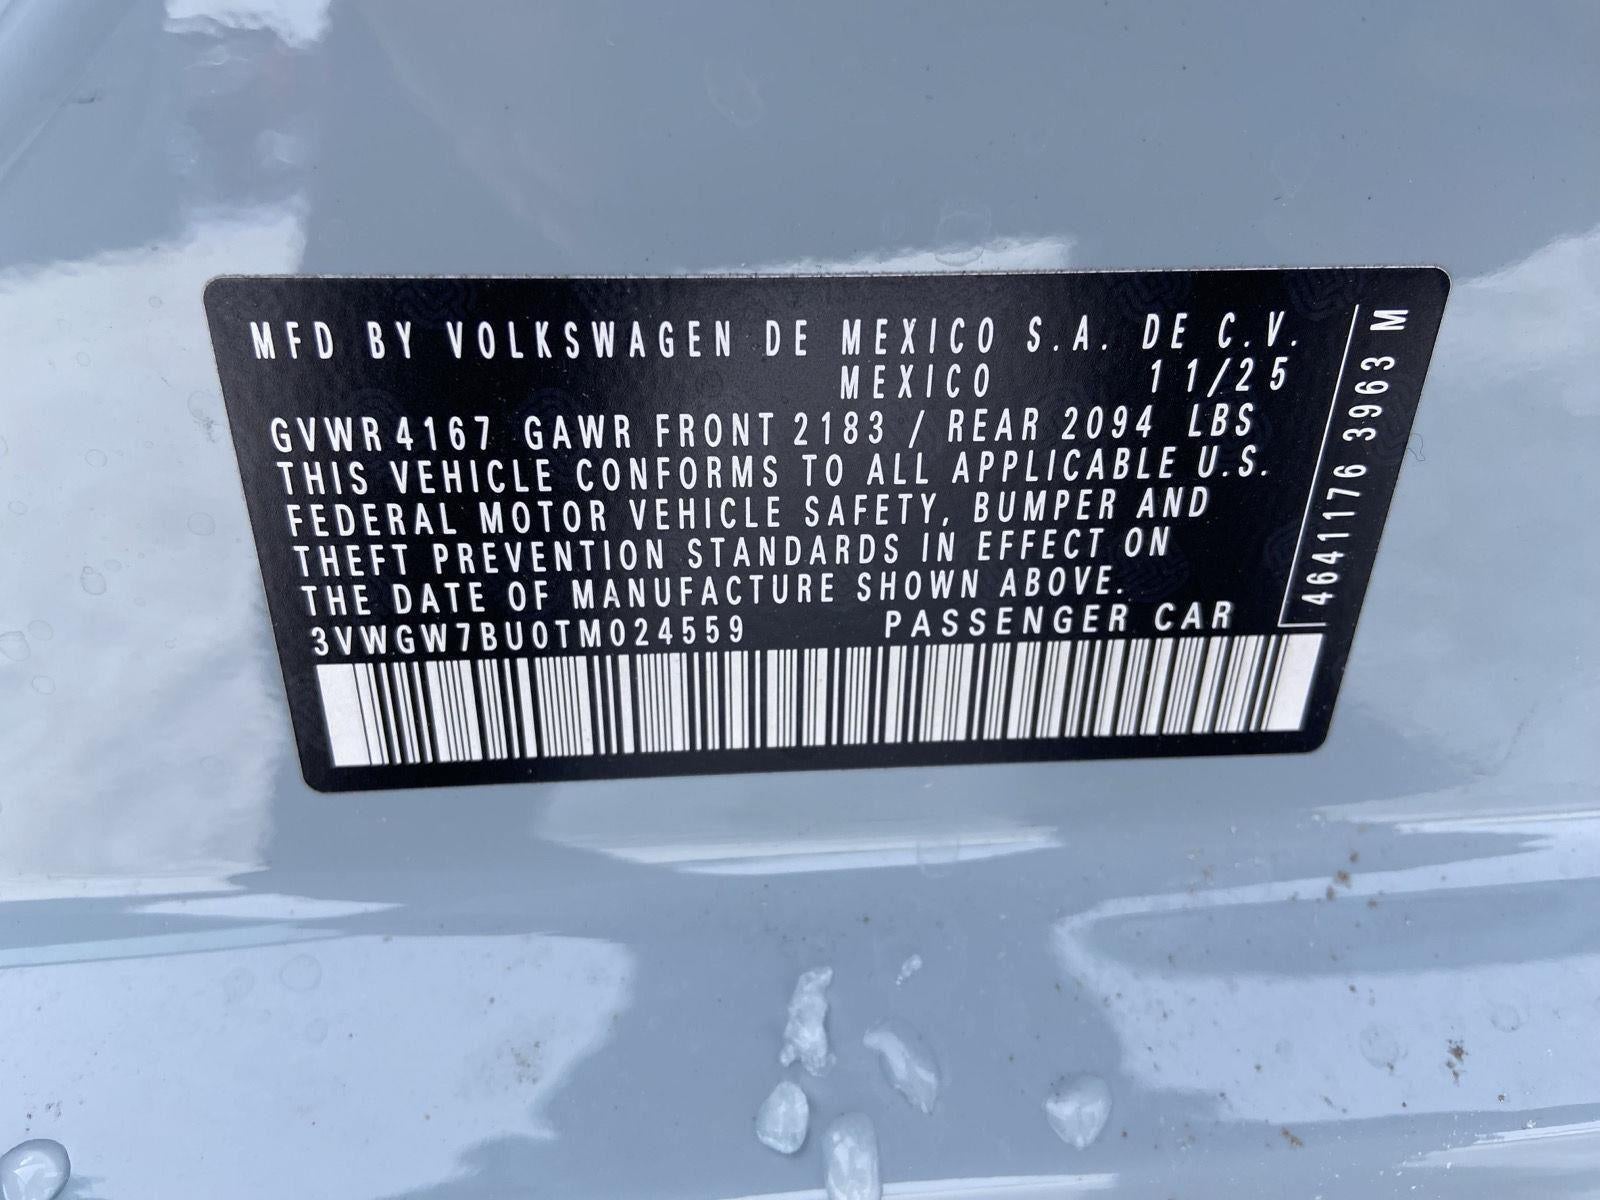 MFD BY VOLKSWAGEN DE MEXICO S.A. DE C.V.
MEXICO 11/25
GVWR 4167 GAWR FRONT 2183 / REAR 2094 LBS
THIS VEHICLE CONFORMS TO ALL APPLICABLE U.S.
FEDERAL MOTOR VEHICLE SAFETY, BUMPER AND
THEFT PREVENTION STANDARDS IN EFFECT ON
THE DATE OF MANUFACTURE SHOWN ABOVE.
3VWGW7BU0TM024559 PASSENGER CAR
4641176 3963 M